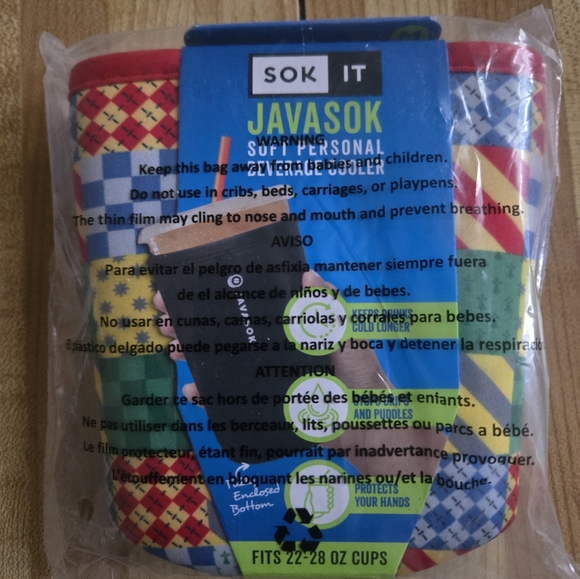 SOK IT
JAVASOK
SOFT PERSONAL
BEVERAGE COOLER
WARNING
Keep this bag away from babies and children.
Do not use in cribs, beds, carriages, or playpens.
The thin film may cling to nose and mouth and prevent breathing.
AVISO
Para evitar el pelgro de asfixia mantener siempre fuera
de el alcance de niños y de bebes.
No usar en cunas, camas, carriolas y corrales para bebes.
El plastico delgado puede pegarse a la nariz y boca y detener la respiració
ATTENTION
Garder ce sac hors de portée des bébés et enfants.
Ne pas utiliser dans les berceaux, lits, poussettes ou parcs a bébé.
Le film protecteur, étant fin, pourrait par inadvertance provoquer.
L'étouffement en bloquant les narines ou/et la bouche.
JAVASOK
KEEPS DRINKS
COLD LONGER
STOPS DRIPS
AND PUDDLES
PROTECTS
YOUR HANDS
Enclosed
Bottom
FITS 22-28 OZ CUPS